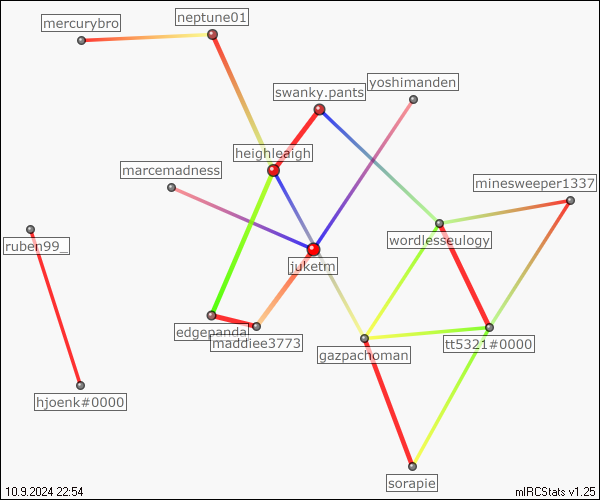 mercurybro
neptune01
swanky.pants
yoshimanden
heighleaigh
marcemadness
minesweeper1337
ruben99_
wordlesseulogy
juketm
edgepanda
maddiee3773
gazpachoman
tt5321#0000
hjoenk#0000
sorapie
10.9.2024 22:54
mIRCStats v1.25